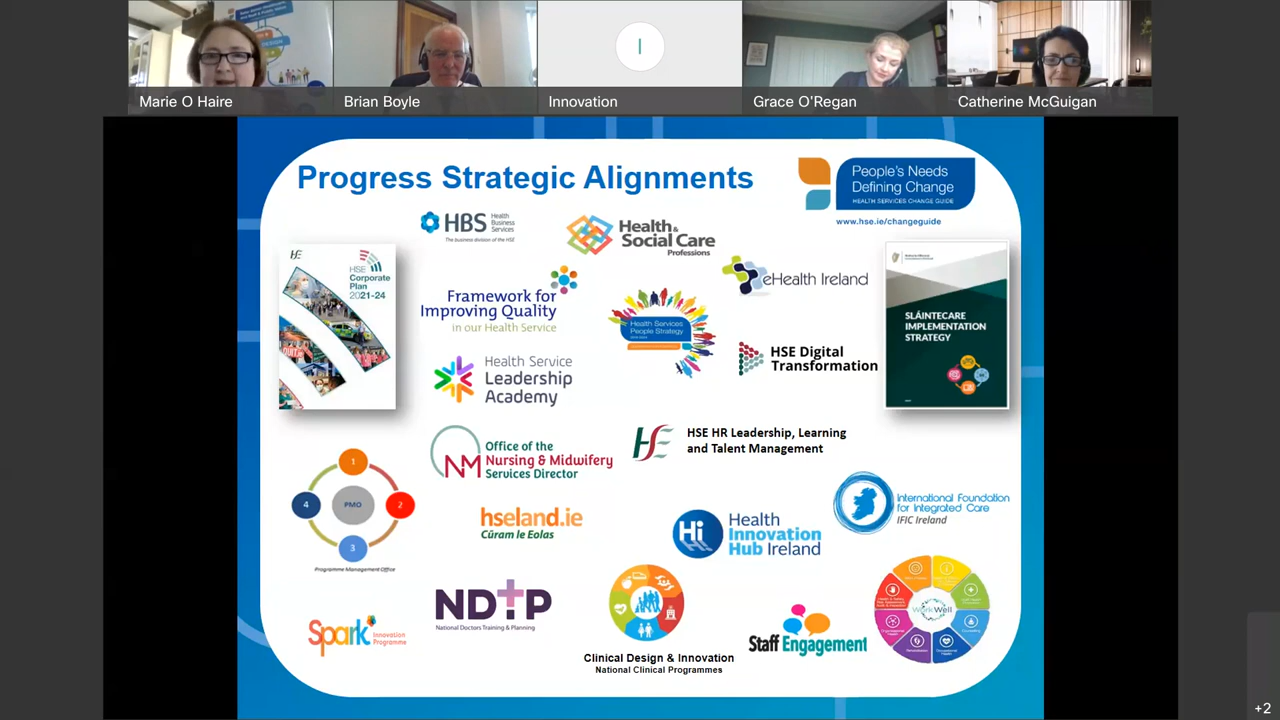 Marie O Haire
Brian Boyle
I
Innovation
Grace O'Regan
Catherine McGuigan
Progress Strategic Alignments
People's Needs
Defining Change
HEALTH SERVICES CHANGE GUIDE
www.hse.ie/changeguide
HBS
Health
Business
Services
The business division of the HSE
Health &
Social Care
Professions
HSE
Corporate
Plan
2021-24
Framework for
Improving Quality
in our Health Service
Health Services
People Strategy
eHealth Ireland
SLÁINTECARE
IMPLEMENTATION
STRATEGY
HSE Digital
Transformation
Health Service
Leadership
Academy
NM
Office of the
Nursing & Midwifery
Services Director
HSE HR Leadership, Learning
and Talent Management
1
4
PMO
2
3
Programme Management Office
hseland.ie
Cúram le Eolas
Hi
Health
Innovation
Hub Ireland
International Foundation
for Integrated Care
IFIC Ireland
Spark
Innovation
Programme
NDTP
National Doctors Training & Planning
Clinical Design & Innovation
National Clinical Programmes
Staff Engagement
WorkWell
+2